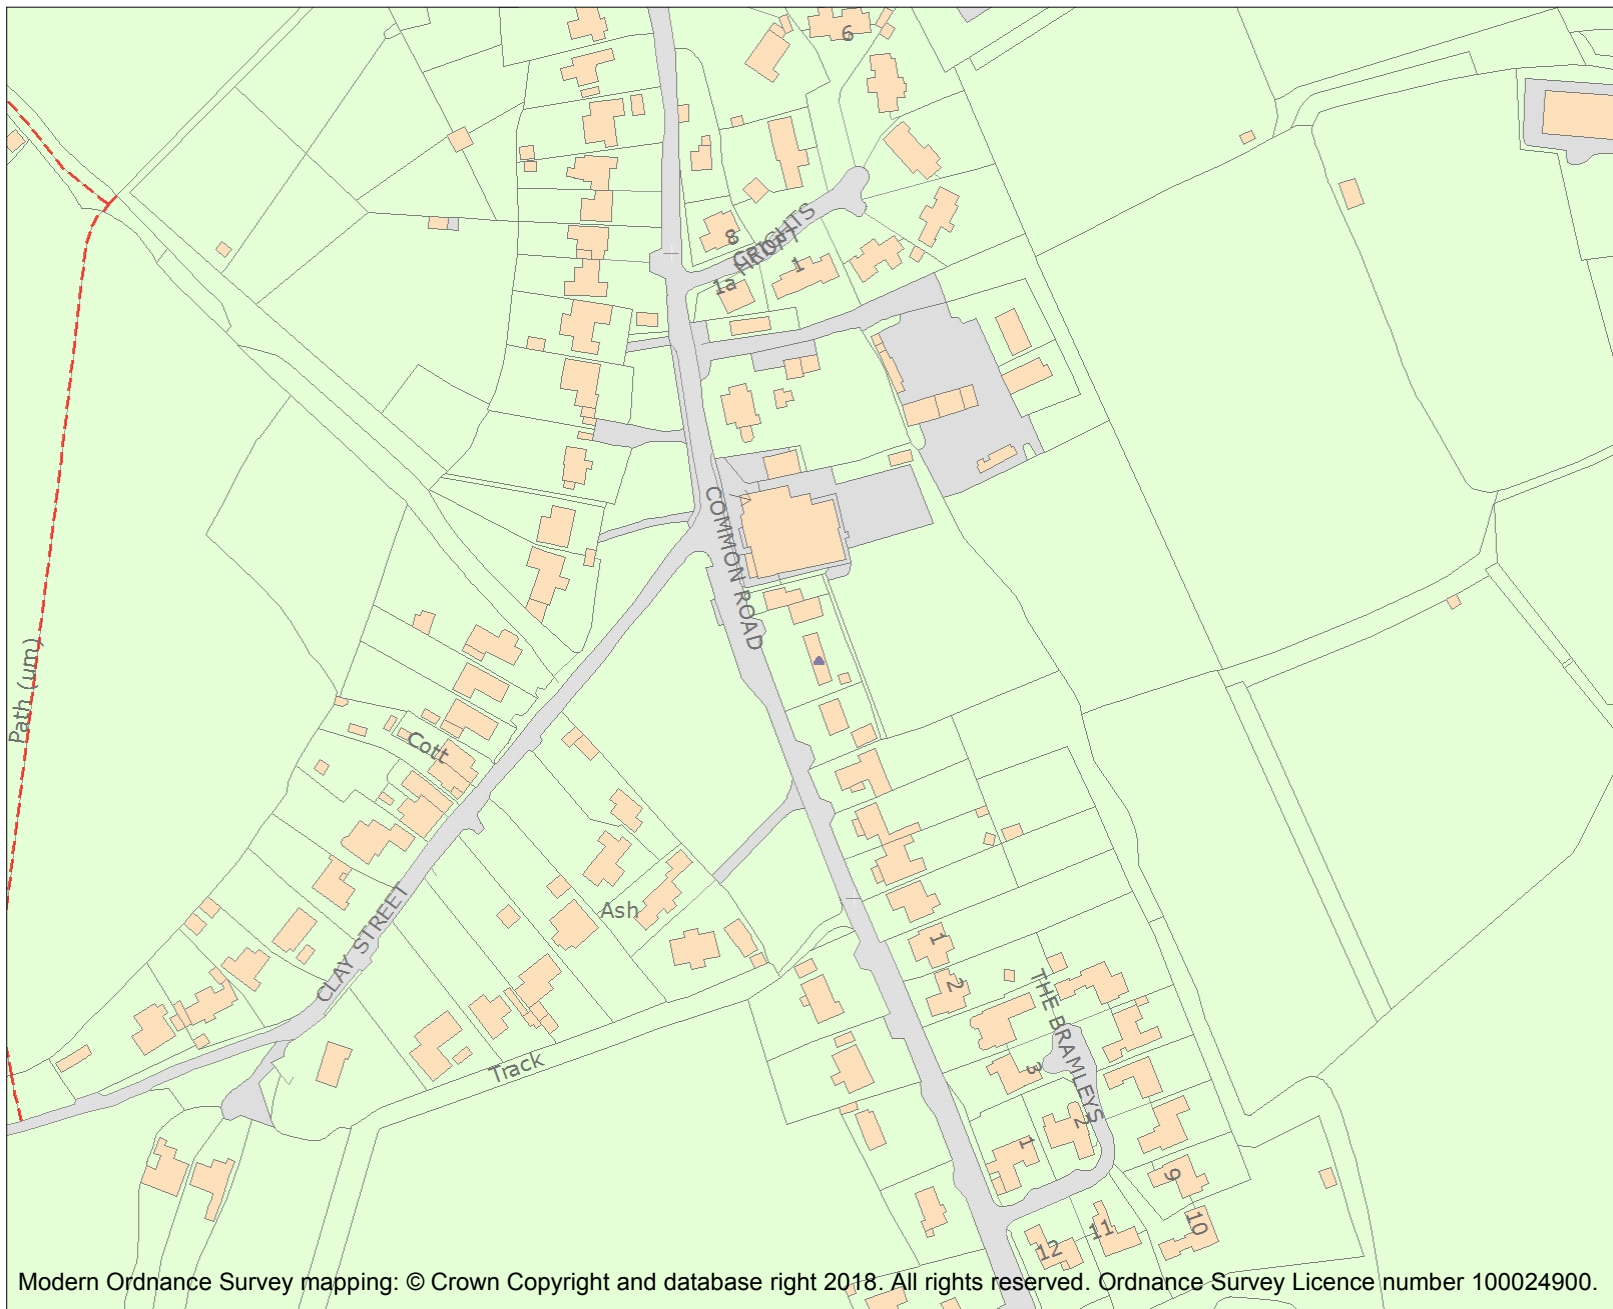 6
8
CRIGHTS
CROFT
1
1a
COMMON ROAD
Path (um)
Cott
Ash
CLAY STREET
1
2
THE BRAMLEYS
Track
3
2
1
9
10
11
12
Modern Ordnance Survey mapping: © Crown Copyright and database right 2018. All rights reserved. Ordnance Survey Licence number 100024900.